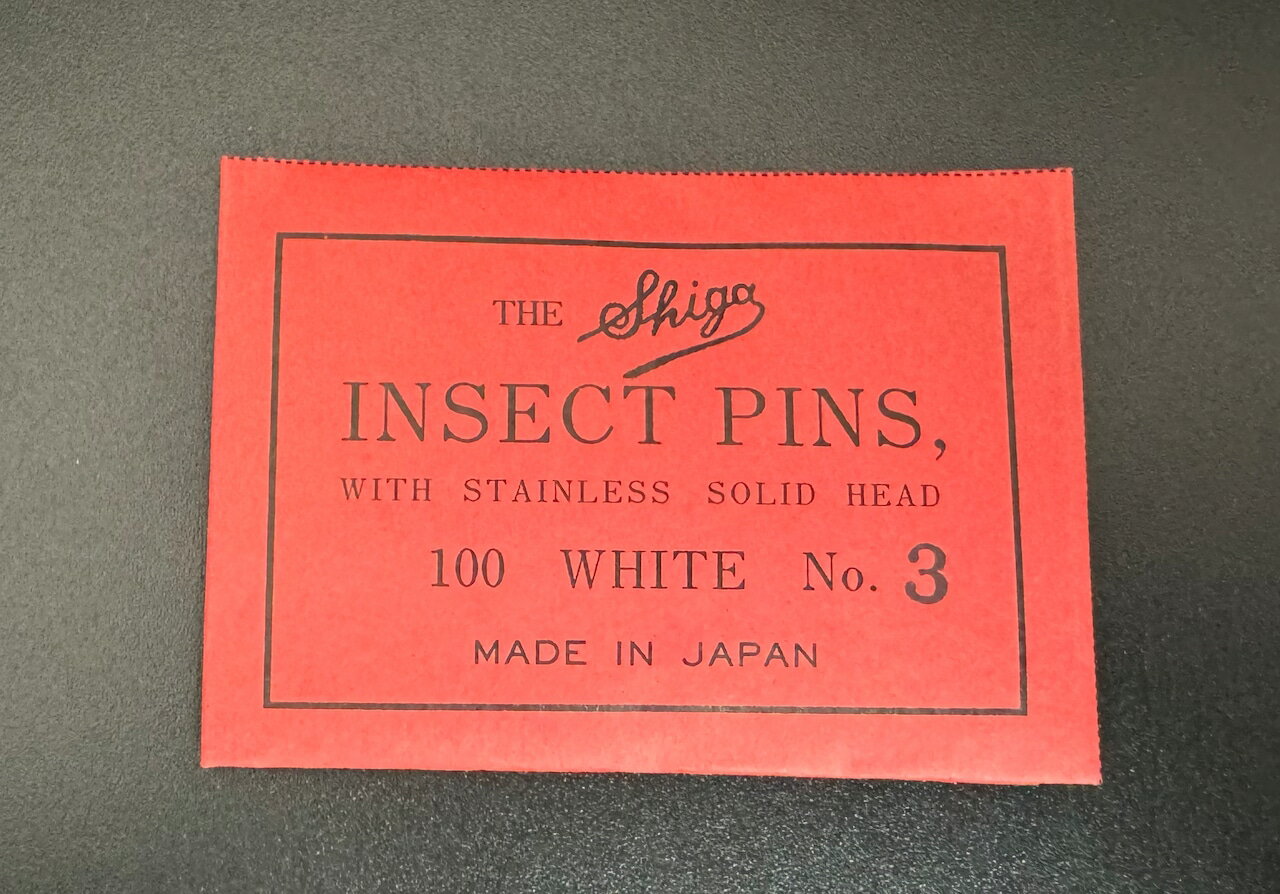 THE Shiga
INSECT PINS,
WITH STAINLESS SOLID HEAD
100 WHITE No. 3
MADE IN JAPAN